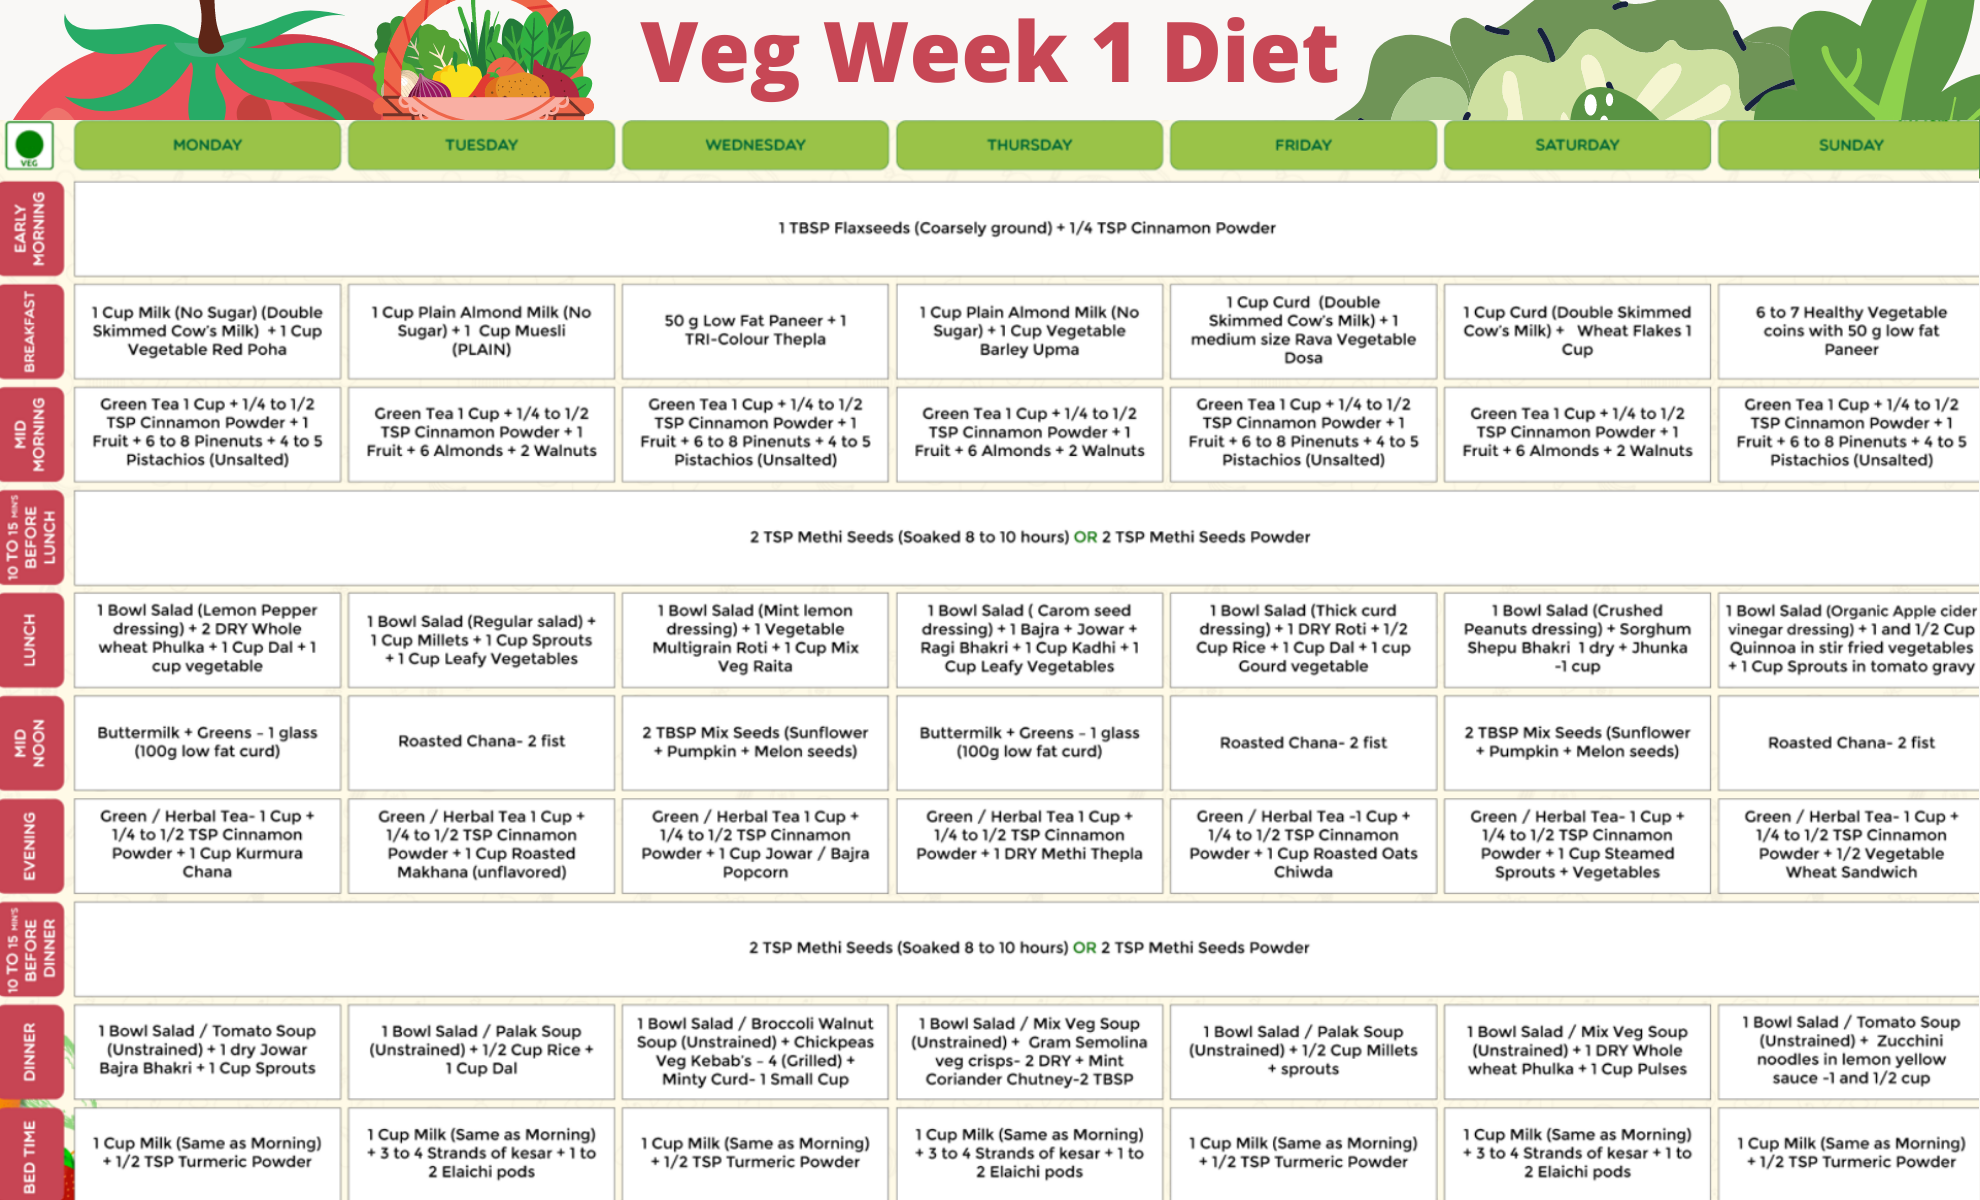 Veg Week 1 Diet
VEG
MONDAY
TUESDAY
WEDNESDAY
THURSDAY
FRIDAY
SATURDAY
SUNDAY
EARLY
MORNING
1 TBSP Flaxseeds (Coarsely ground) + 1/4 TSP Cinnamon Powder
BREAKFAST
1 Cup Milk (No Sugar) (Double
Skimmed Cow's Milk) + 1 Cup
Vegetable Red Poha
1 Cup Plain Almond Milk (No
Sugar) + 1 Cup Muesli
(PLAIN)
50 g Low Fat Paneer + 1
TRI-Colour Thepla
1 Cup Plain Almond Milk (No
Sugar) + 1 Cup Vegetable
Barley Upma
1 Cup Curd (Double
Skimmed Cow's Milk) + 1
medium size Rava Vegetable
Dosa
1 Cup Curd (Double Skimmed
Cow's Milk) + Wheat Flakes 1
Cup
6 to 7 Healthy Vegetable
coins with 50 g low fat
Paneer
MID
MORNING
Green Tea 1 Cup + 1/4 to 1/2
TSP Cinnamon Powder + 1
Fruit + 6 to 8 Pinenuts + 4 to 5
Pistachios (Unsalted)
Green Tea 1 Cup + 1/4 to 1/2
TSP Cinnamon Powder + 1
Fruit + 6 Almonds + 2 Walnuts
Green Tea 1 Cup + 1/4 to 1/2
TSP Cinnamon Powder + 1
Fruit + 6 to 8 Pinenuts + 4 to 5
Pistachios (Unsalted)
Green Tea 1 Cup + 1/4 to 1/2
TSP Cinnamon Powder + 1
Fruit + 6 Almonds + 2 Walnuts
Green Tea 1 Cup + 1/4 to 1/2
TSP Cinnamon Powder + 1
Fruit + 6 to 8 Pinenuts + 4 to 5
Pistachios (Unsalted)
Green Tea 1 Cup + 1/4 to 1/2
TSP Cinnamon Powder + 1
Fruit + 6 Almonds + 2 Walnuts
Green Tea 1 Cup + 1/4 to 1/2
TSP Cinnamon Powder + 1
Fruit + 6 to 8 Pinenuts + 4 to 5
Pistachios (Unsalted)
10 TO 15 MIN'S
BEFORE
LUNCH
2 TSP Methi Seeds (Soaked 8 to 10 hours) OR 2 TSP Methi Seeds Powder
LUNCH
1 Bowl Salad (Lemon Pepper
dressing) + 2 DRY Whole
wheat Phulka + 1 Cup Dal + 1
cup vegetable
1 Bowl Salad (Regular salad) +
1 Cup Millets + 1 Cup Sprouts
+ 1 Cup Leafy Vegetables
1 Bowl Salad (Mint lemon
dressing) + 1 Vegetable
Multigrain Roti + 1 Cup Mix
Veg Raita
1 Bowl Salad ( Carom seed
dressing) + 1 Bajra + Jowar +
Ragi Bhakri + 1 Cup Kadhi + 1
Cup Leafy Vegetables
1 Bowl Salad (Thick curd
dressing) + 1 DRY Roti + 1/2
Cup Rice + 1 Cup Dal + 1 cup
Gourd vegetable
1 Bowl Salad (Crushed
Peanuts dressing) + Sorghum
Shepu Bhakri 1 dry + Jhunka
-1 cup
1 Bowl Salad (Organic Apple cider
vinegar dressing) + 1 and 1/2 Cup
Quinnoa in stir fried vegetables
+ 1 Cup Sprouts in tomato gravy
MID
NOON
Buttermilk + Greens – 1 glass
(100g low fat curd)
Roasted Chana- 2 fist
2 TBSP Mix Seeds (Sunflower
+ Pumpkin + Melon seeds)
Buttermilk + Greens – 1 glass
(100g low fat curd)
Roasted Chana- 2 fist
2 TBSP Mix Seeds (Sunflower
+ Pumpkin + Melon seeds)
Roasted Chana- 2 fist
EVENING
Green / Herbal Tea- 1 Cup +
1/4 to 1/2 TSP Cinnamon
Powder + 1 Cup Kurmura
Chana
Green / Herbal Tea 1 Cup +
1/4 to 1/2 TSP Cinnamon
Powder + 1 Cup Roasted
Makhana (unflavored)
Green / Herbal Tea 1 Cup +
1/4 to 1/2 TSP Cinnamon
Powder + 1 Cup Jowar / Bajra
Popcorn
Green / Herbal Tea 1 Cup +
1/4 to 1/2 TSP Cinnamon
Powder + 1 DRY Methi Thepla
Green / Herbal Tea -1 Cup +
1/4 to 1/2 TSP Cinnamon
Powder + 1 Cup Roasted Oats
Chiwda
Green / Herbal Tea- 1 Cup +
1/4 to 1/2 TSP Cinnamon
Powder + 1 Cup Steamed
Sprouts + Vegetables
Green / Herbal Tea- 1 Cup +
1/4 to 1/2 TSP Cinnamon
Powder + 1/2 Vegetable
Wheat Sandwich
10 TO 15 MIN'S
BEFORE
DINNER
2 TSP Methi Seeds (Soaked 8 to 10 hours) OR 2 TSP Methi Seeds Powder
DINNER
1 Bowl Salad / Tomato Soup
(Unstrained) + 1 dry Jowar
Bajra Bhakri + 1 Cup Sprouts
1 Bowl Salad / Palak Soup
(Unstrained) + 1/2 Cup Rice +
1 Cup Dal
1 Bowl Salad / Broccoli Walnut
Soup (Unstrained) + Chickpeas
Veg Kebab's – 4 (Grilled) +
Minty Curd- 1 Small Cup
1 Bowl Salad / Mix Veg Soup
(Unstrained) + Gram Semolina
veg crisps- 2 DRY + Mint
Coriander Chutney-2 TBSP
1 Bowl Salad / Palak Soup
(Unstrained) + 1/2 Cup Millets
+ sprouts
1 Bowl Salad / Mix Veg Soup
(Unstrained) + 1 DRY Whole
wheat Phulka + 1 Cup Pulses
1 Bowl Salad / Tomato Soup
(Unstrained) + Zucchini
noodles in lemon yellow
sauce -1 and 1/2 cup
BED TIME
1 Cup Milk (Same as Morning)
+ 1/2 TSP Turmeric Powder
1 Cup Milk (Same as Morning)
+ 3 to 4 Strands of kesar + 1 to
2 Elaichi pods
1 Cup Milk (Same as Morning)
+ 1/2 TSP Turmeric Powder
1 Cup Milk (Same as Morning)
+ 3 to 4 Strands of kesar + 1 to
2 Elaichi pods
1 Cup Milk (Same as Morning)
+ 1/2 TSP Turmeric Powder
1 Cup Milk (Same as Morning)
+ 3 to 4 Strands of kesar + 1 to
2 Elaichi pods
1 Cup Milk (Same as Morning)
+ 1/2 TSP Turmeric Powder